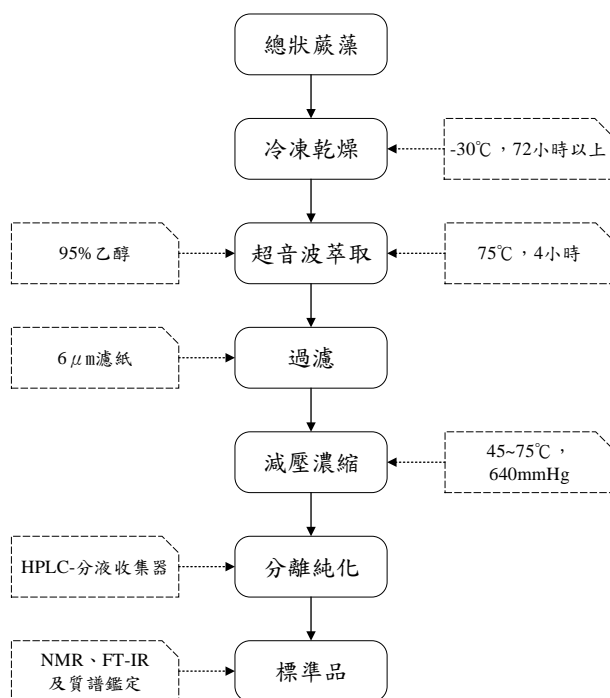 總狀蕨藻
冷凍乾燥
-30℃，72小時以上
95%乙醇
超音波萃取
75℃，4小時
6μm濾紙
過濾
減壓濃縮
45~75℃，
640mmHg
HPLC-分液收集器
分離純化
NMR、FT-IR
及質譜鑑定
標準品